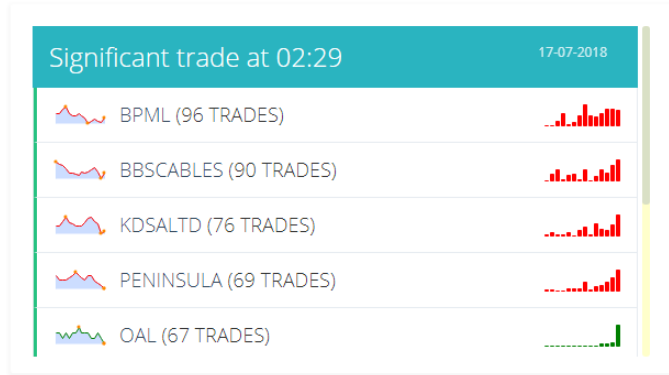 Significant trade at 02:29
17-07-2018
BPML (96 TRADES)
BBSCABLES (90 TRADES)
KDSALTD (76 TRADES)
PENINSULA (69 TRADES)
OAL (67 TRADES)